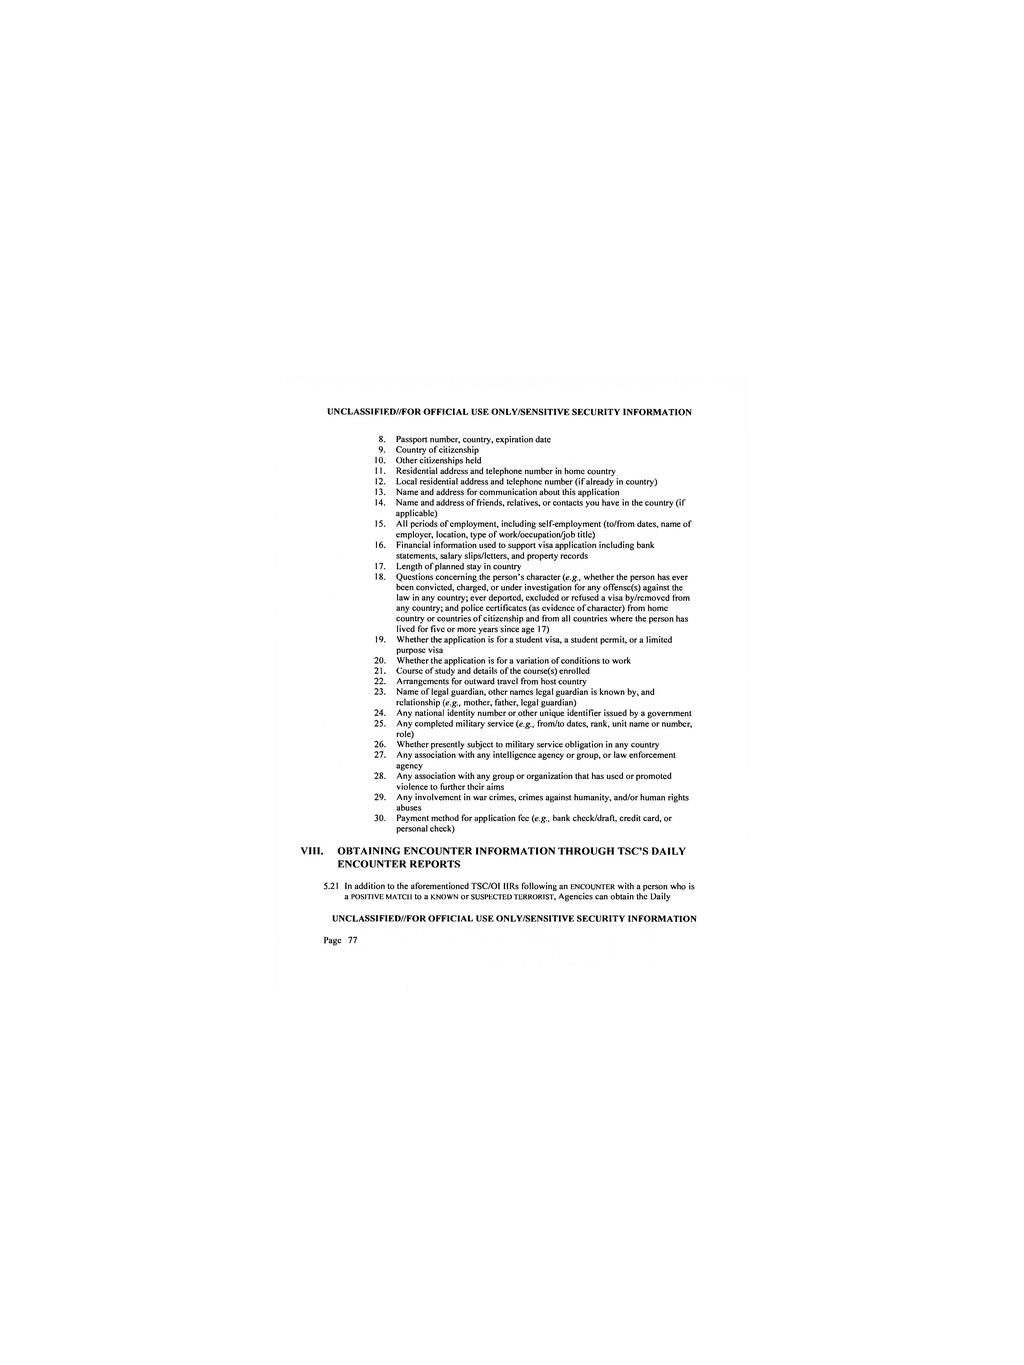 UNCLASSIFIED//FOR OFFICIAL USE ONLY/SENSITIVE SECURITY INFORMATION
8. Passport number, country, expiration date
9. Country of citizenship
10. Other citizenships held
11. Residential address and telephone number in home country
12. Local residential address and telephone number (if already in country)
13. Name and address for communication about this application
14. Name and address of friends, relatives, or contacts you have in the country (if
applicable)
15. All periods of employment, including self-employment (to/from dates, name of
employer, location, type of work/occupation/job title)
16. Financial information used to support visa application including bank
statements, salary slips/letters, and property records
17. Length of planned stay in country
18. Questions concerning the person's character (e.g., whether the person has ever
been convicted, charged, or under investigation for any offense(s) against the
law in any country; ever deported, excluded or refused a visa by/removed from
any country; and police certificates (as evidence of character) from home
country or countries of citizenship and from all countries where the person has
lived for five or more years since age 17)
19. Whether the application is for a student visa, a student permit, or a limited
purpose visa
20. Whether the application is for a variation of conditions to work
21. Course of study and details of the course(s) enrolled
22. Arrangements for outward travel from host country
23. Name of legal guardian, other names legal guardian is known by, and
relationship (e.g., mother, father, legal guardian)
24. Any national identity number or other unique identifier issued by a government
25. Any completed military service (e.g., from/to dates, rank, unit name or number,
role)
26. Whether presently subject to military service obligation in any country
27. Any association with any intelligence agency or group, or law enforcement
agency
28. Any association with any group or organization that has used or promoted
violence to further their aims
29. Any involvement in war crimes, crimes against humanity, and/or human rights
abuses
30. Payment method for application fee (e.g., bank check/draft, credit card, or
personal check)
VIII. OBTAINING ENCOUNTER INFORMATION THROUGH TSC'S DAILY
ENCOUNTER REPORTS
5.21 In addition to the aforementioned TSC/OI IIRs following an ENCOUNTER with a person who is
a POSITIVE MATCH to a KNOWN or SUSPECTED TERRORIST, Agencies can obtain the Daily
UNCLASSIFIED//FOR OFFICIAL USE ONLY/SENSITIVE SECURITY INFORMATION
Page 77